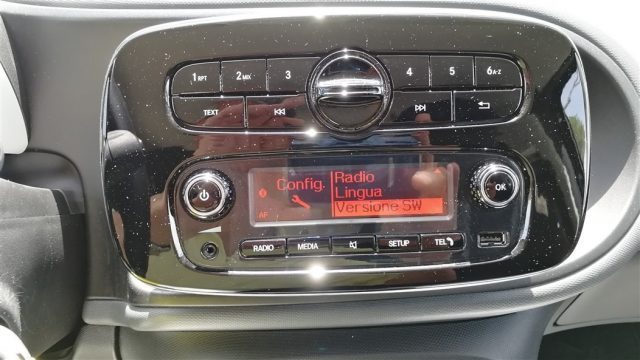 1 RPT 2 MIX 3 4 5 6 A-Z
TEXT
Config. Radio
Lingua
Versione SW
AF
OK
RADIO MEDIA SETUP TEL